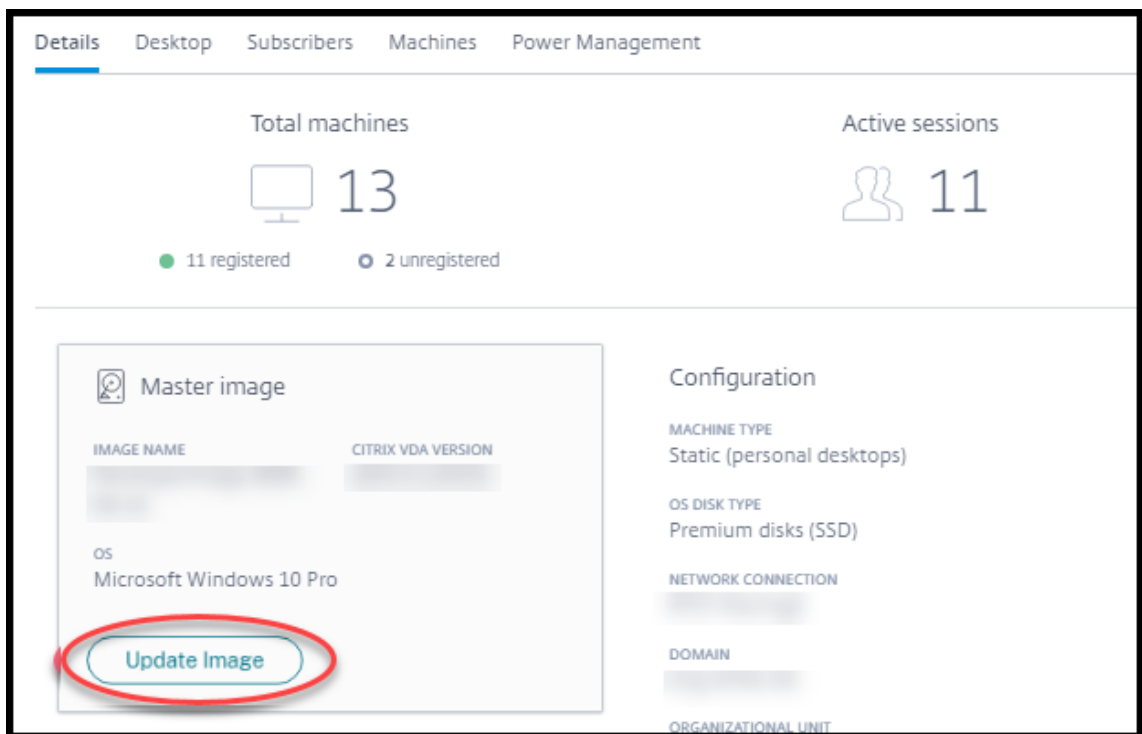 Details Desktop Subscribers Machines Power Management
Total machines
13
11 registered 2 unregistered
Active sessions
11
Master image
IMAGE NAME CITRIX VDA VERSION
OS
Microsoft Windows 10 Pro
Update Image
Configuration
MACHINE TYPE
Static (personal desktops)
OS DISK TYPE
Premium disks (SSD)
NETWORK CONNECTION
DOMAIN
ORGANIZATIONAL UNIT